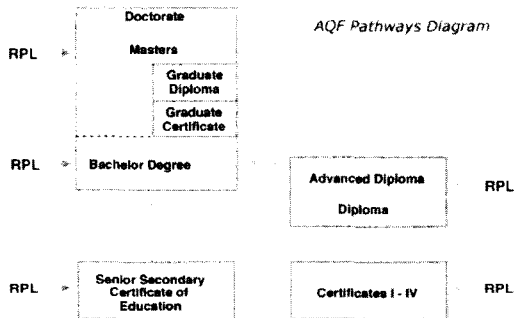 Doctorate
AQF Pathways Diagram
RPL
Masters
Graduate
Diploma
Graduate
Certificate
RPL
Bachelor Degree
Advanced Diploma
RPL
Diploma
RPL
Senior Secondary
Certificate of
Education
Certificates I - IV
RPL